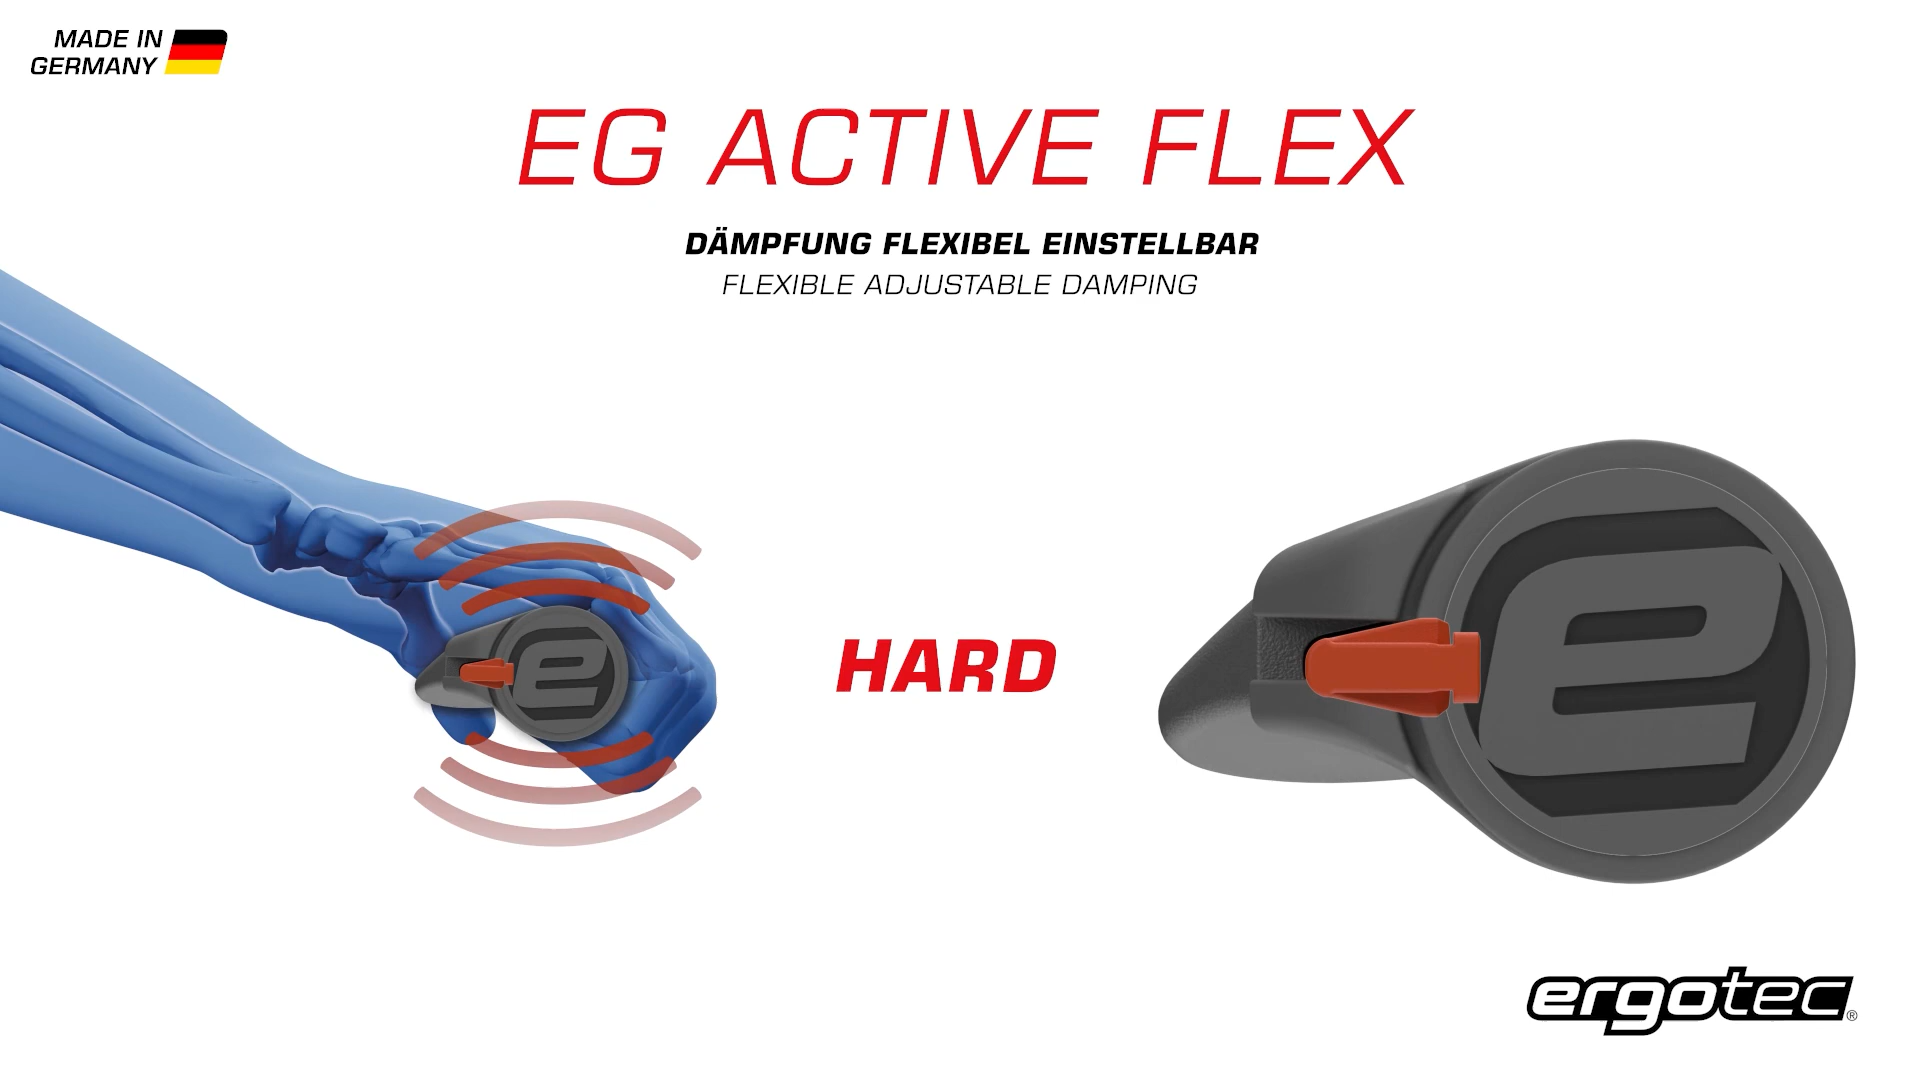 MADE IN
GERMANY
EG ACTIVE FLEX
DÄMPFUNG FLEXIBEL EINSTELLBAR
FLEXIBLE ADJUSTABLE DAMPING
HARD
e
e
ergotec®